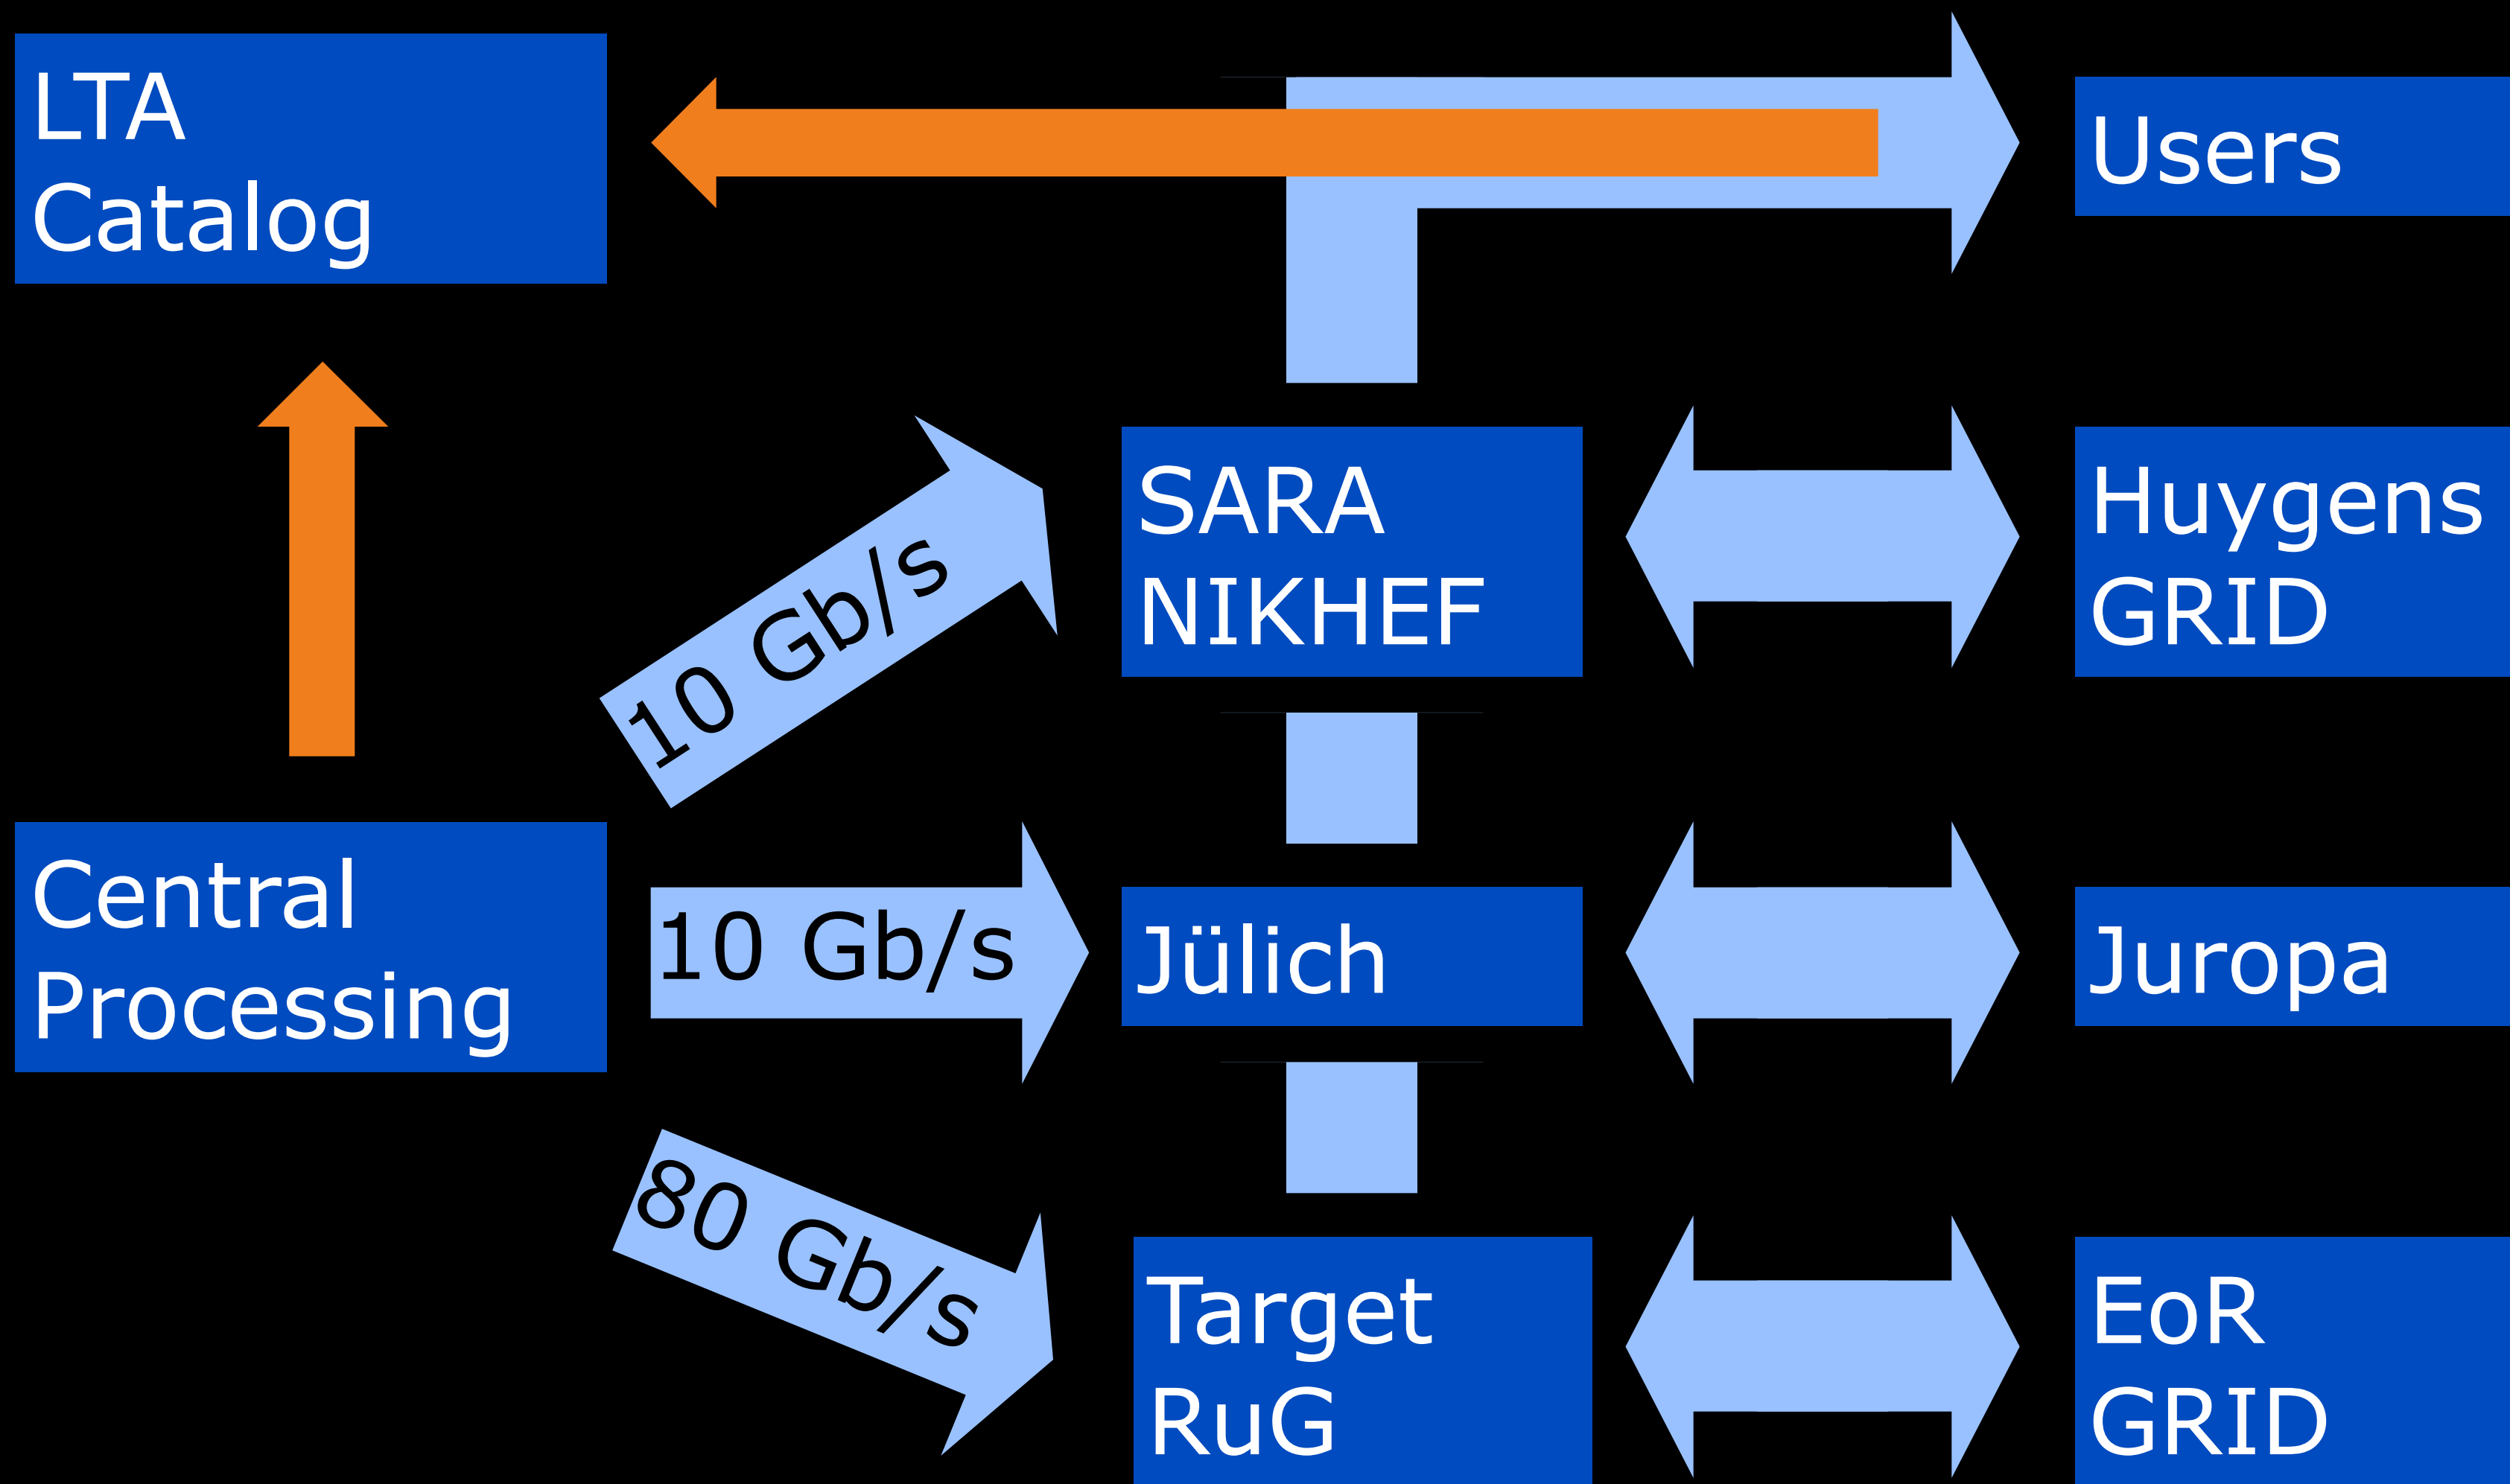 LTA
Catalog
Users
10 Gb/s
SARA
NIKHEF
Huygens
GRID
Central
Processing
10 Gb/s
Jülich
Juropa
80 Gb/s
Target
RuG
EoR
GRID